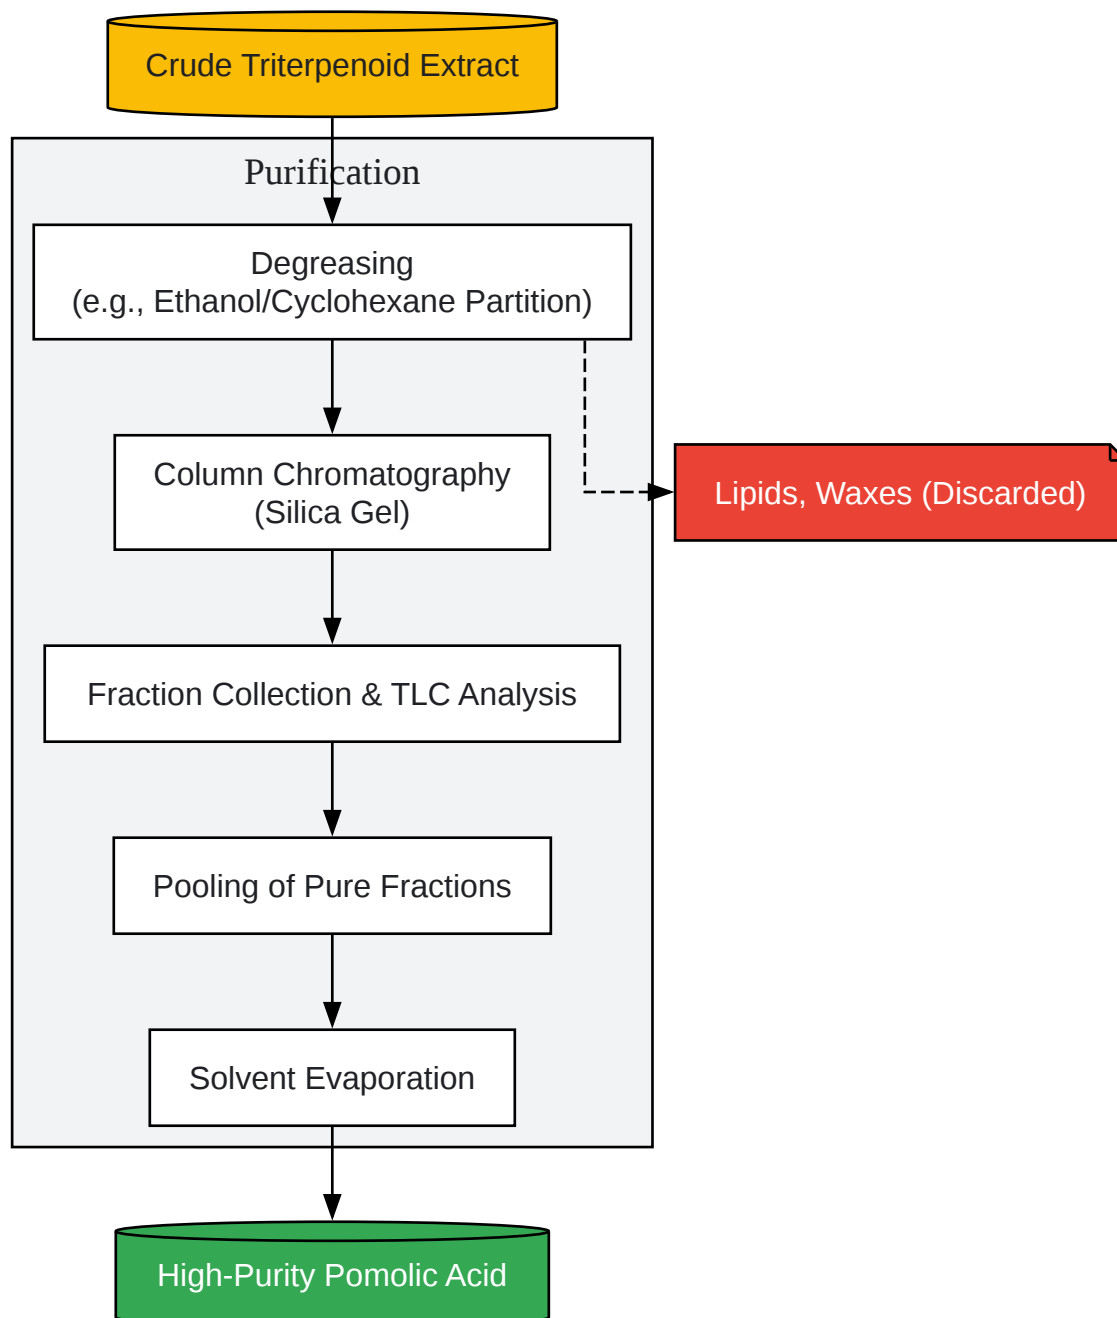 Crude Triterpenoid Extract
Purification
Degreasing
(e.g., Ethanol/Cyclohexane Partition)
Column Chromatography
(Silica Gel)
Lipids, Waxes (Discarded)
Fraction Collection & TLC Analysis
Pooling of Pure Fractions
Solvent Evaporation
High-Purity Pomolic Acid